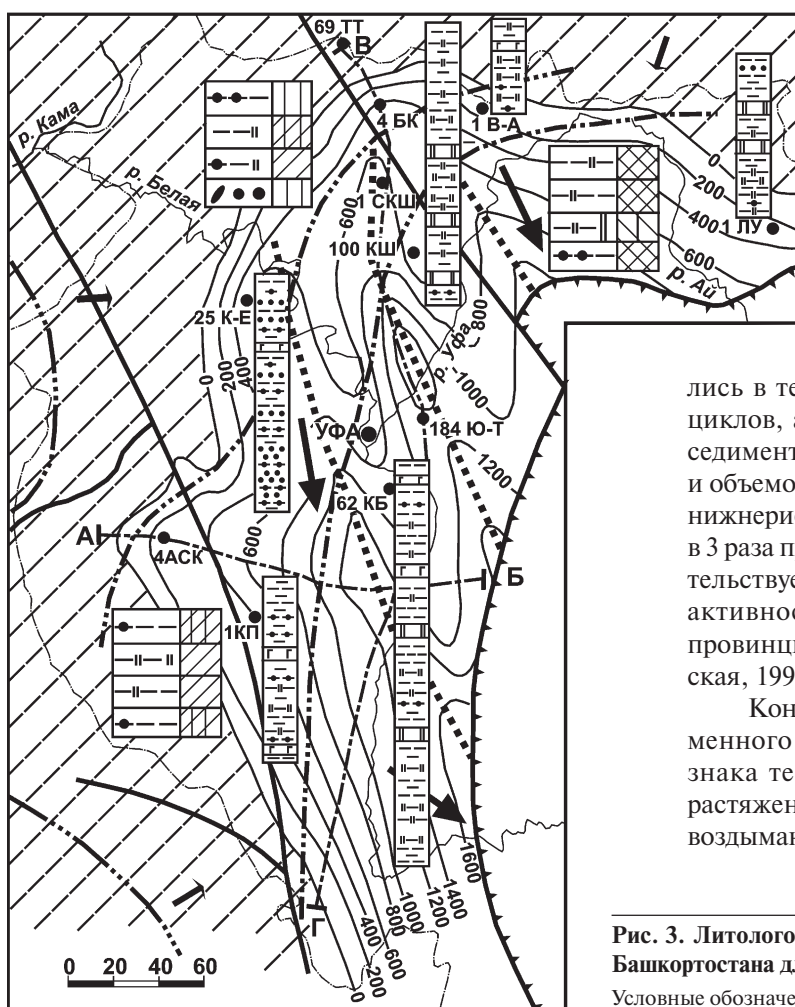 69 ТТ
В
р. Кама
4 БК
1 В-А
р. Белая
0
200
400
600
1 ЛУ
600
1 СКШ
100 КШ
р. Ай
800
25 К-Е
р. Уфа
0
200
400
1000
184 Ю-Т
УФА
1200
62 КБ
А
4АСК
600
Б
1КП
1600
1400
1200
1000
800
600
400
200
0
Г
0 20 40 60
лись в те
циклов, а
седимент
и объемо
нижнерис
в 3 раза п
тельствуе
активнос
провинци
ская, 199
Кон
менного
знака те
растяжен
воздыман
Рис. 3. Литолого
Башкортостана дл
Условные обозначе